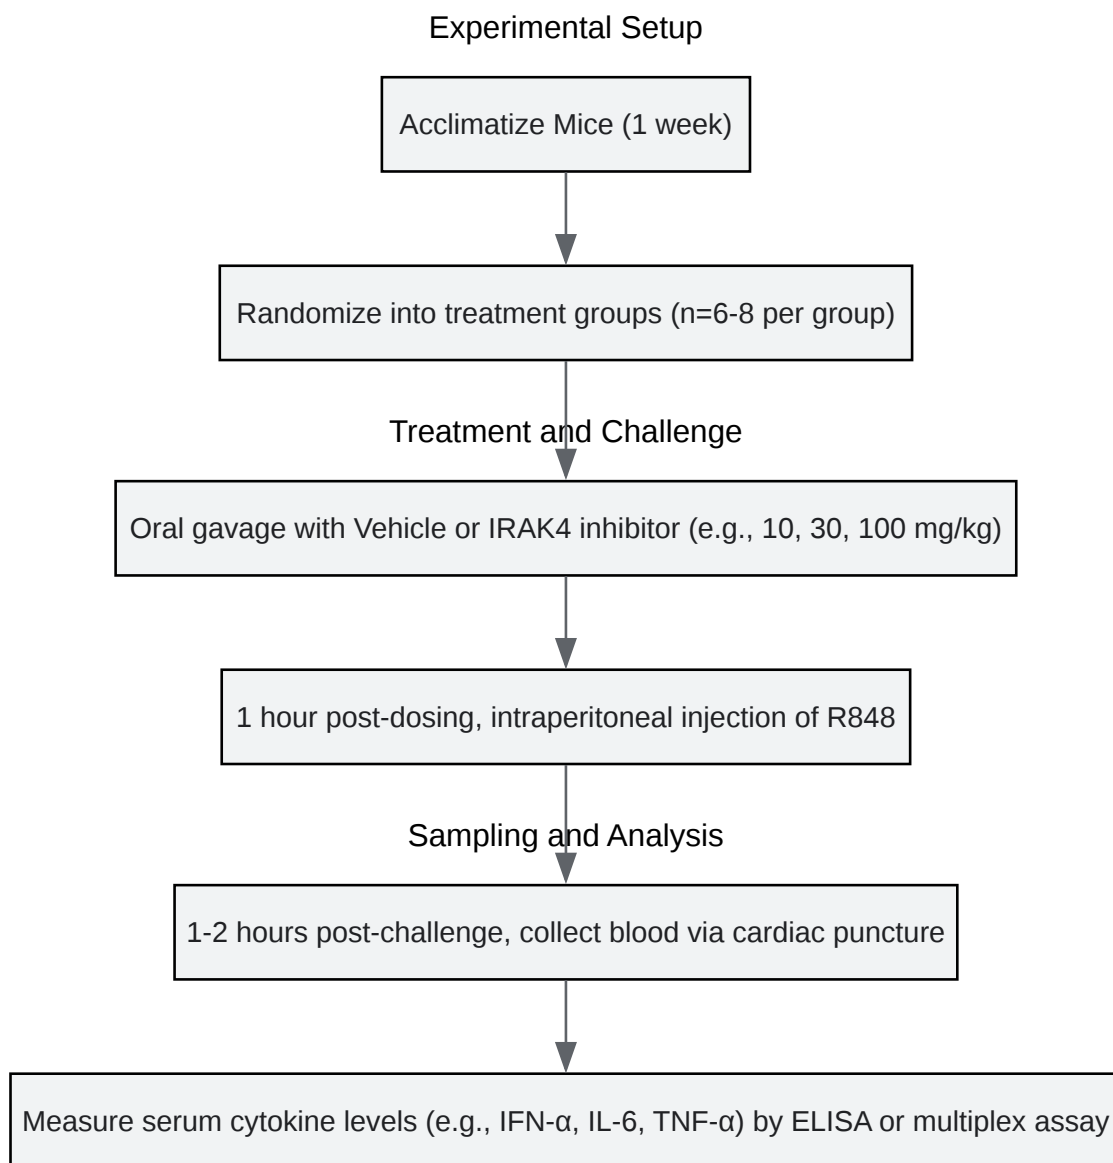 Experimental Setup
Acclimatize Mice (1 week)
Randomize into treatment groups (n=6-8 per group)
Treatment and Challenge
Oral gavage with Vehicle or IRAK4 inhibitor (e.g., 10, 30, 100 mg/kg)
1 hour post-dosing, intraperitoneal injection of R848
Sampling and Analysis
1-2 hours post-challenge, collect blood via cardiac puncture
Measure serum cytokine levels (e.g., IFN-α, IL-6, TNF-α) by ELISA or multiplex assay